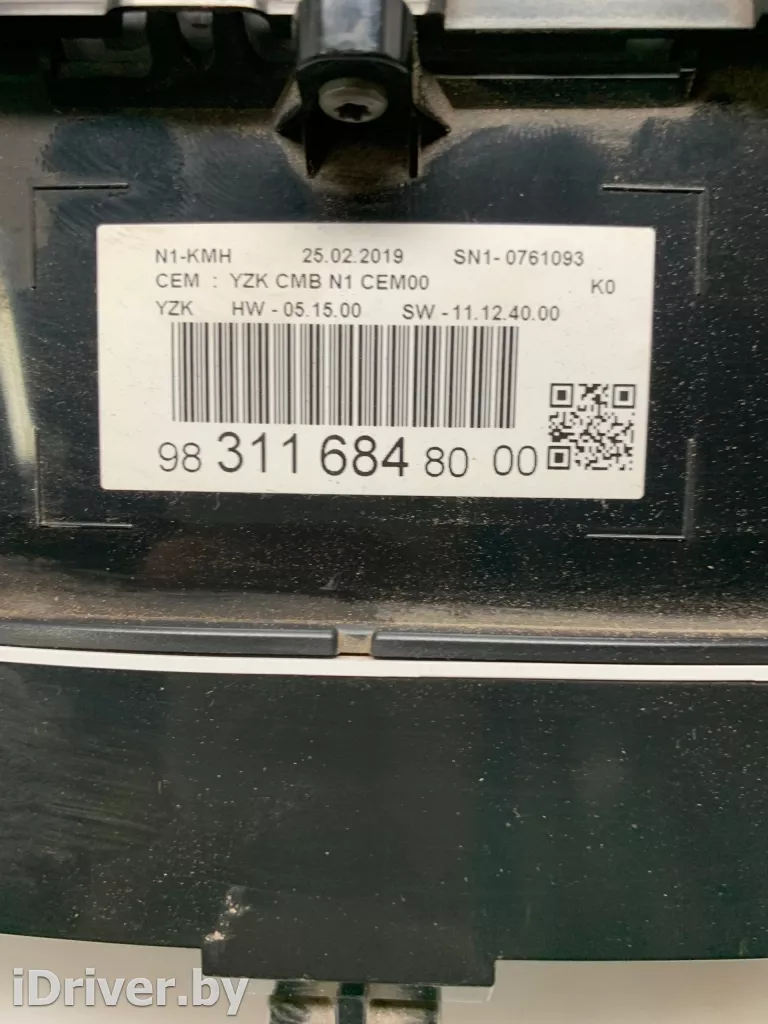 N1-KMH 25.02.2019 SN1- 0761093
CEM : YZK CMB N1 CEM00 K0
YZK HW - 05.15.00 SW - 11.12.40.00
98 311 684 80 00
iDriver.by